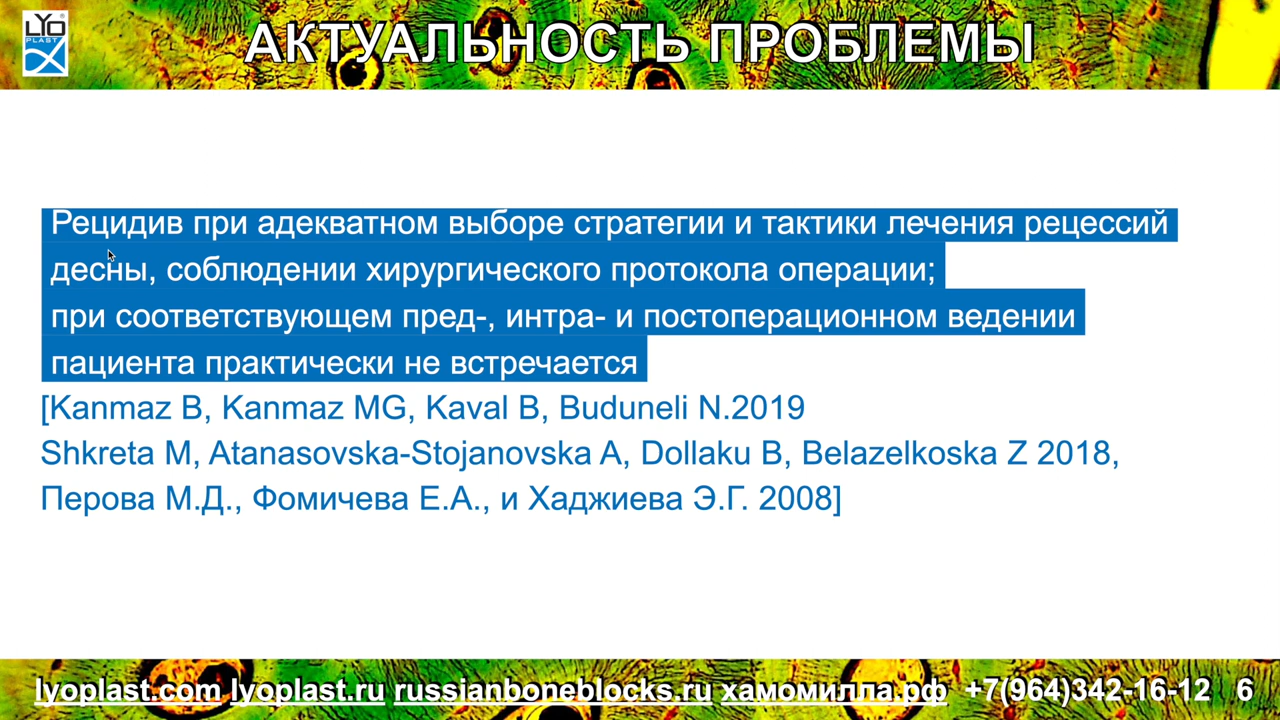 LYO
PLAST
АКТУАЛЬНОСТЬ ПРОБЛЕМЫ
Рецидив при адекватном выборе стратегии и тактики лечения рецессий
десны, соблюдении хирургического протокола операции;
при соответствующем пред-, интра- и постоперационном ведении
пациента практически не встречается
[Kanmaz B, Kanmaz MG, Kaval B, Buduneli N.2019
Shkreta M, Atanasovska-Stojanovska A, Dollaku B, Belazelkoska Z 2018,
Перова М.Д., Фомичева Е.А., и Хаджиева Э.Г. 2008]
lyoplast.com lyoplast.ru russianboneblocks.ru хамомилла.рф +7(964)342-16-12 6